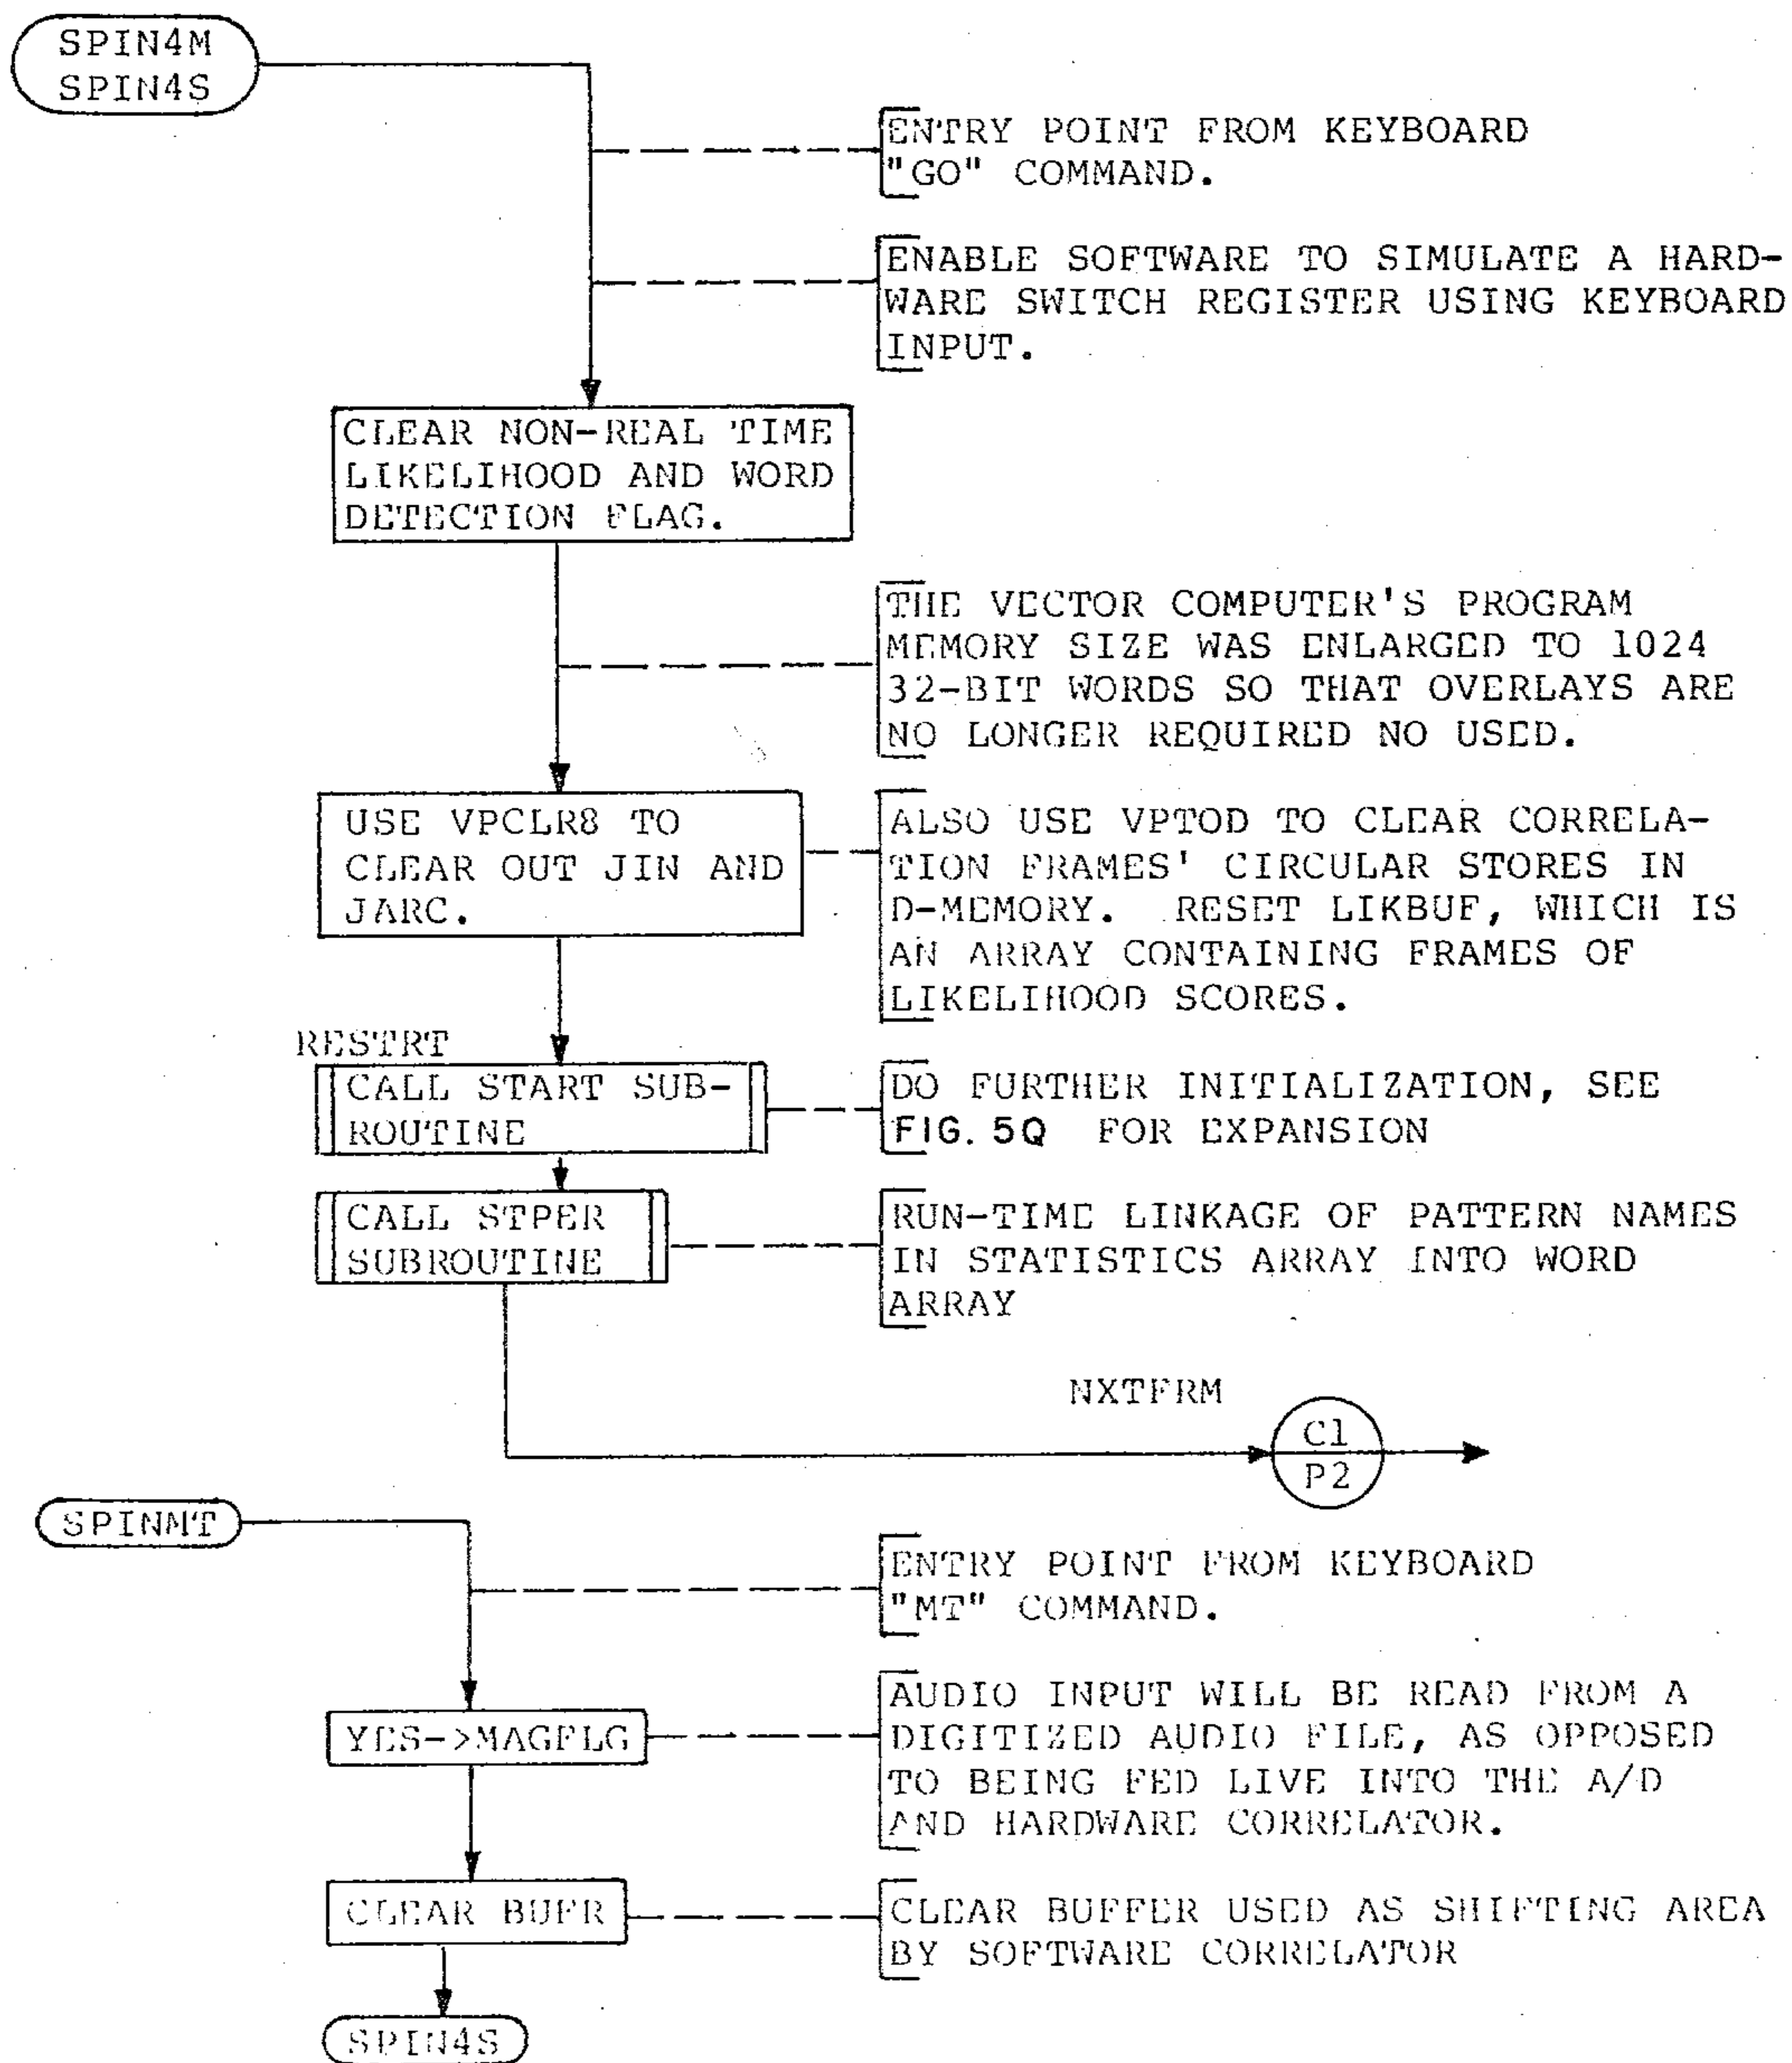 SPIN4M
SPIN4S
ENTRY POINT FROM KEYBOARD
"GO" COMMAND.
ENABLE SOFTWARE TO SIMULATE A HARD-
WARE SWITCH REGISTER USING KEYBOARD
INPUT.
CLEAR NON-REAL TIME
LIKELIHOOD AND WORD
DETECTION FLAG.
THE VECTOR COMPUTER'S PROGRAM
MEMORY SIZE WAS ENLARGED TO 1024
32-BIT WORDS SO THAT OVERLAYS ARE
NO LONGER REQUIRED NO USED.
USE VPCLR8 TO
CLEAR OUT JIN AND
JARC.
ALSO USE VPTOD TO CLEAR CORRELA-
TION FRAMES' CIRCULAR STORES IN
D-MEMORY. RESET LIKBUF, WHICH IS
AN ARRAY CONTAINING FRAMES OF
LIKELIHOOD SCORES.
RESTRT
CALL START SUB-
ROUTINE
DO FURTHER INITIALIZATION, SEE
FIG. 5Q FOR EXPANSION
CALL STPER
SUBROUTINE
RUN-TIME LINKAGE OF PATTERN NAMES
IN STATISTICS ARRAY INTO WORD
ARRAY
NXTFRM
C1
P2
SPINMT
ENTRY POINT FROM KEYBOARD
"MT" COMMAND.
YES->MAGFLG
AUDIO INPUT WILL BE READ FROM A
DIGITIZED AUDIO FILE, AS OPPOSED
TO BEING FED LIVE INTO THE A/D
AND HARDWARE CORRELATOR.
CLEAR BUFR
CLEAR BUFFER USED AS SHIFTING AREA
BY SOFTWARE CORRELATOR
SPIN4S